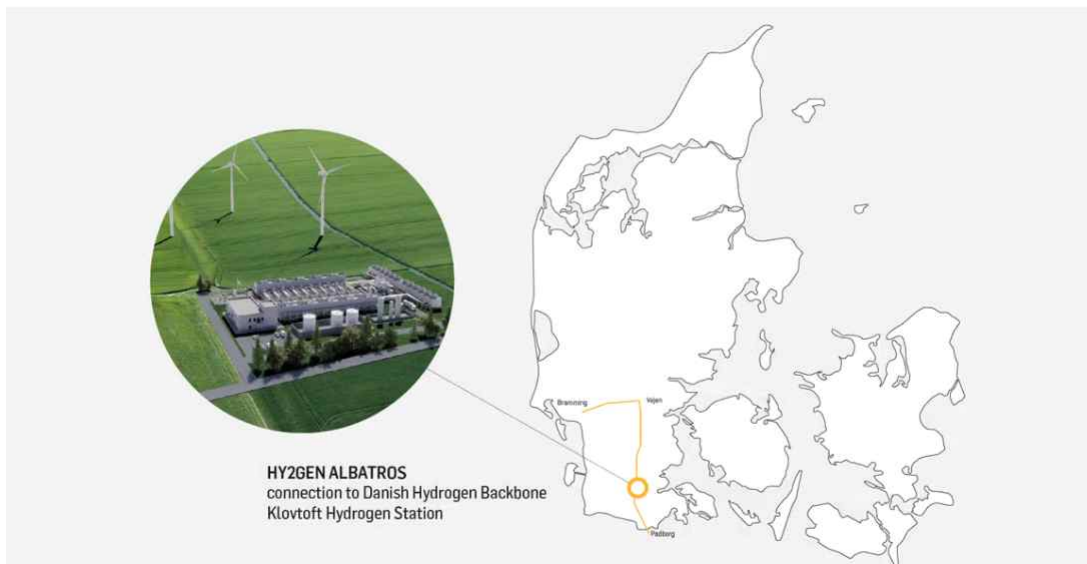 Bramming
Vejen
HY2GEN ALBATROS
connection to Danish Hydrogen Backbone
Klovtoft Hydrogen Station
Padborg